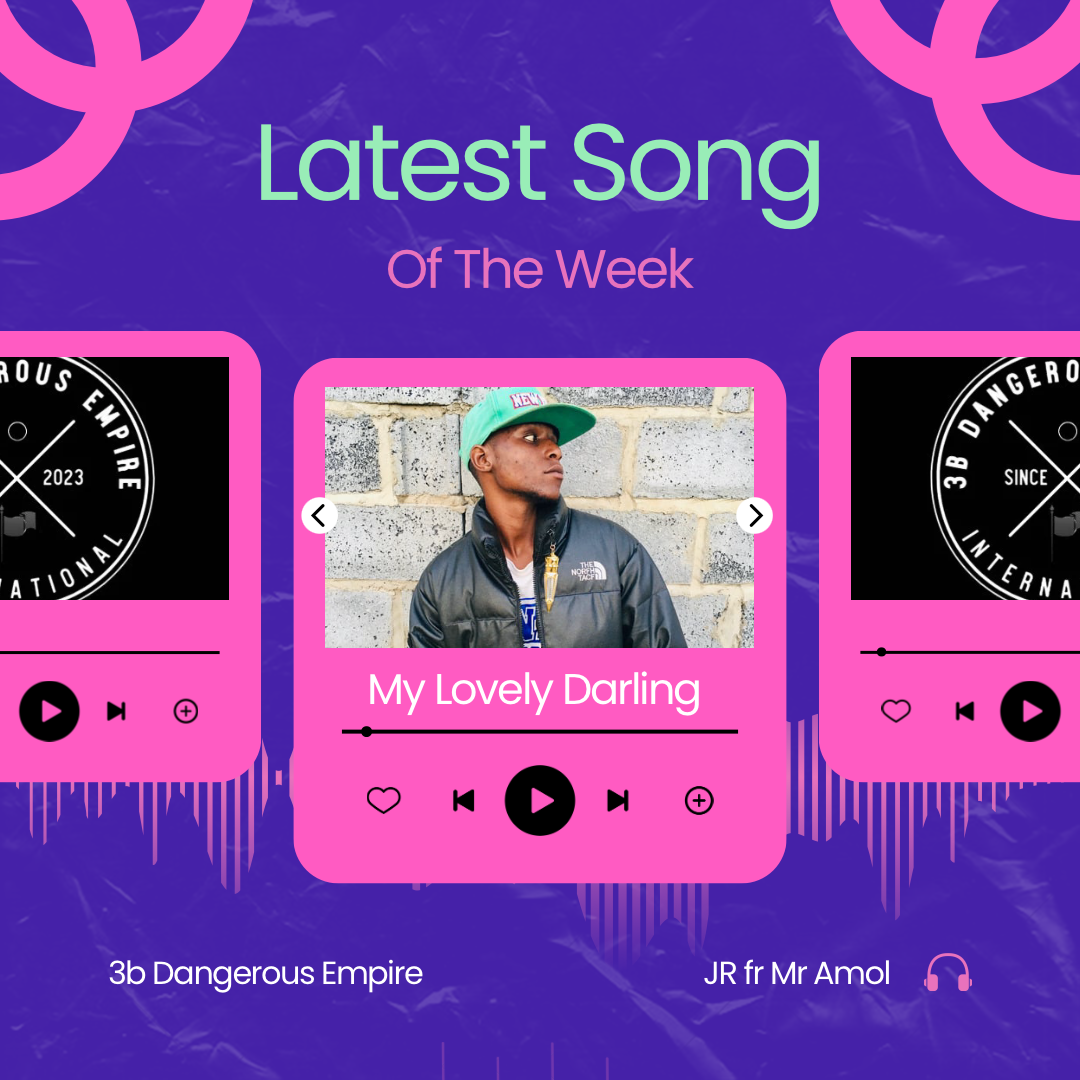 Latest Song
Of The Week
ROUS EMPIRE
2023
NATIONAL
NEW
THE
NORTH
FACE
3B DANGERO
SINCE
INTERNA
My Lovely Darling
3b Dangerous Empire
JR fr Mr Amol